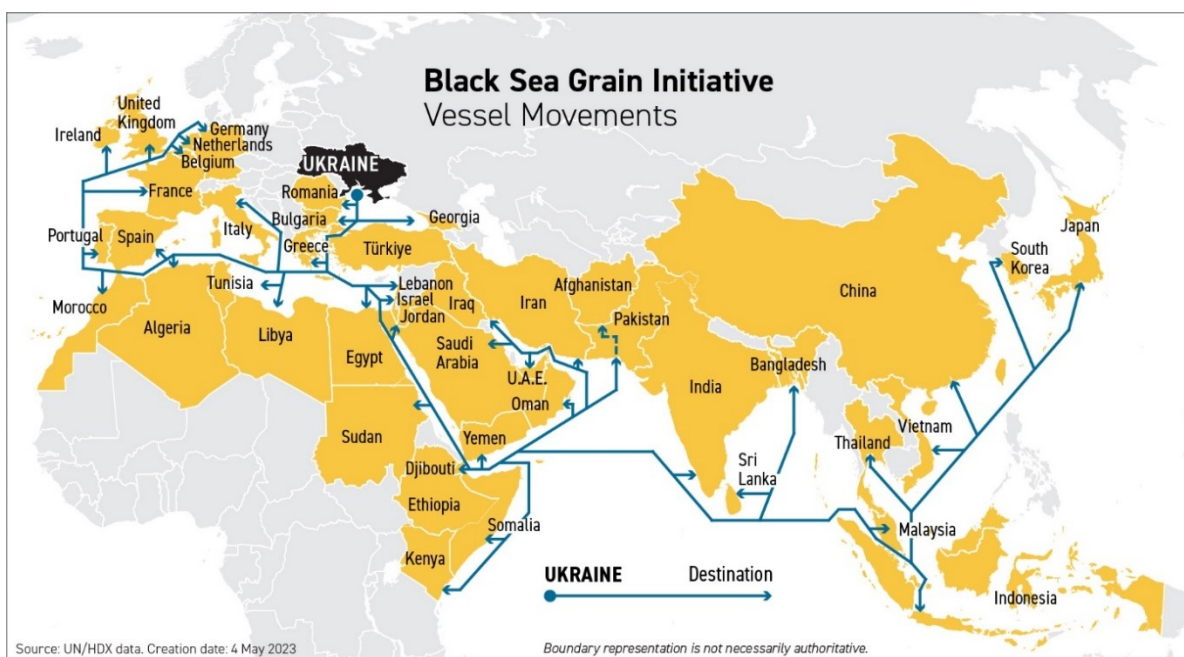 Black Sea Grain Initiative
Vessel Movements
United
Kingdom
Ireland
Germany
Netherlands
Belgium
UKRAINE
France
Romania
Bulgaria
Georgia
Italy
Portugal
Spain
Greece
Türkiye
Japan
South
Korea
Tunisia
Lebanon
Israel
Jordan
Iraq
Iran
Afghanistan
China
Morocco
Algeria
Libya
Egypt
Saudi
Arabia
Pakistan
Bangladesh
U.A.E.
India
Oman
Sudan
Yemen
Vietnam
Thailand
Djibouti
Sri
Lanka
Ethiopia
Somalia
Malaysia
Kenya
UKRAINE Destination
Indonesia
Source: UN/HDX data. Creation date: 4 May 2023
Boundary representation is not necessarily authoritative.